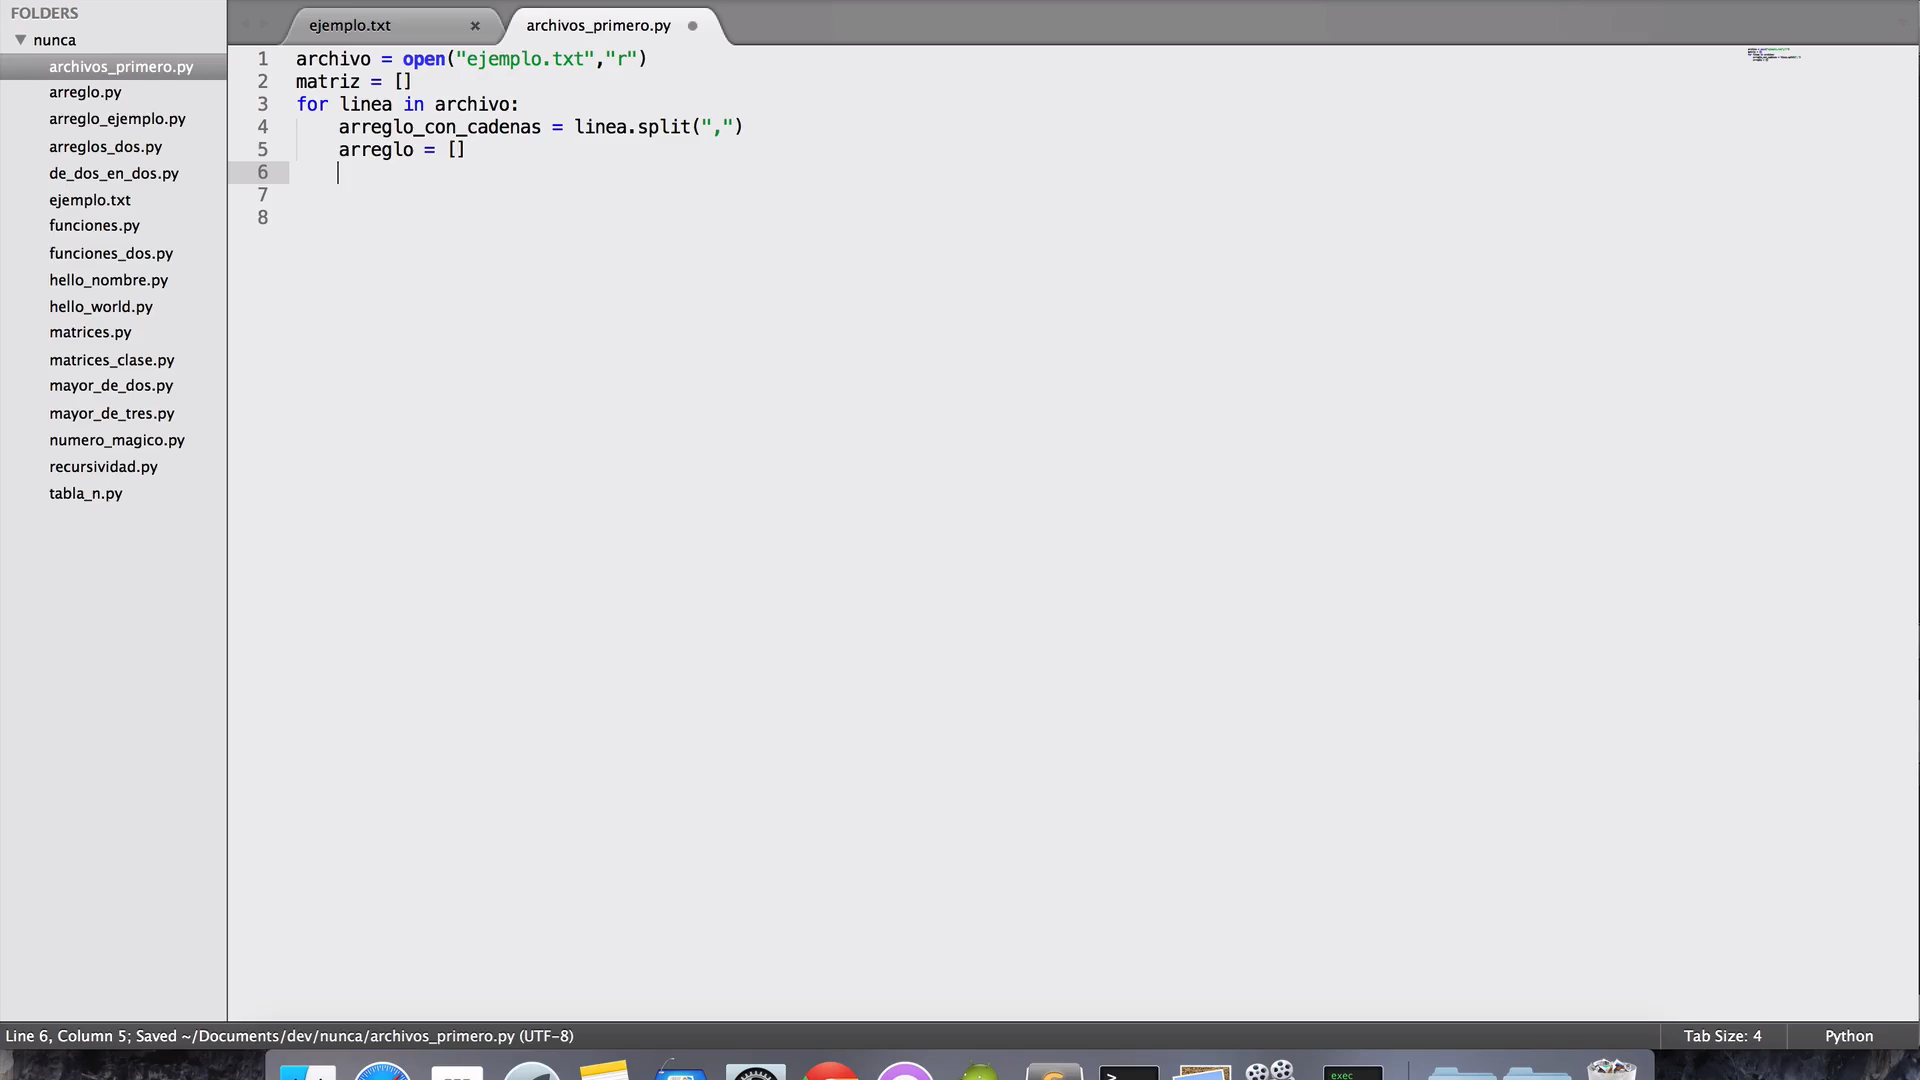 FOLDERS
nunca
archivos_primero.py
arreglo.py
arreglo_ejemplo.py
arreglos_dos.py
de_dos_en_dos.py
ejemplo.txt
funciones.py
funciones_dos.py
hello_nombre.py
hello_world.py
matrices.py
matrices_clase.py
mayor_de_dos.py
mayor_de_tres.py
numero_magico.py
recursividad.py
tabla_n.py
ejemplo.txt
archivos_primero.py
1 archivo = open("ejemplo.txt","r")
2 matriz = []
3 for linea in archivo:
4     arreglo_con_cadenas = linea.split(",")
5     arreglo = []
6
7
8
Line 6, Column 5; Saved ~/Documents/dev/nunca/archivos_primero.py (UTF-8)
Tab Size: 4
Python
exec